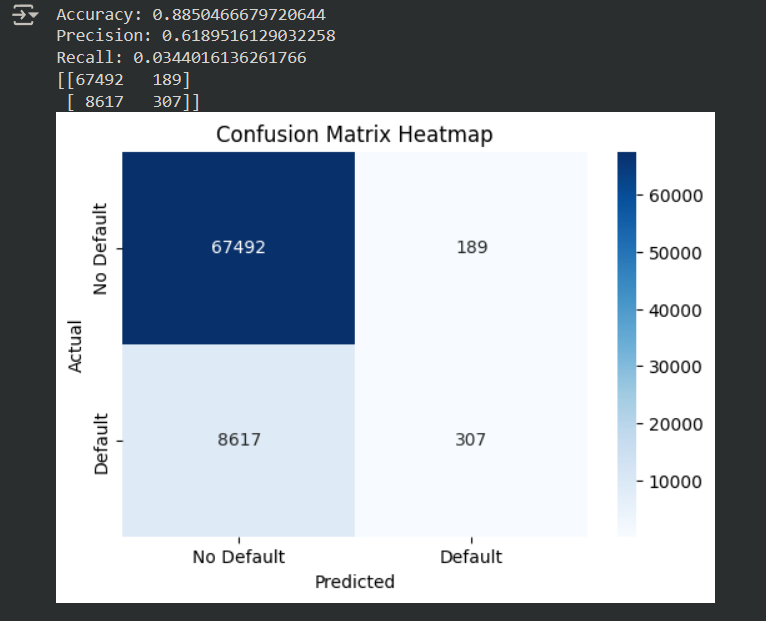 Accuracy: 0.8850466679720644
Precision: 0.6189516129032258
Recall: 0.0344016136261766
[[67492   189]
 [ 8617   307]]
Confusion Matrix Heatmap
No Default
Default
Actual
67492
189
8617
307
No Default
Default
Predicted
60000
50000
40000
30000
20000
10000